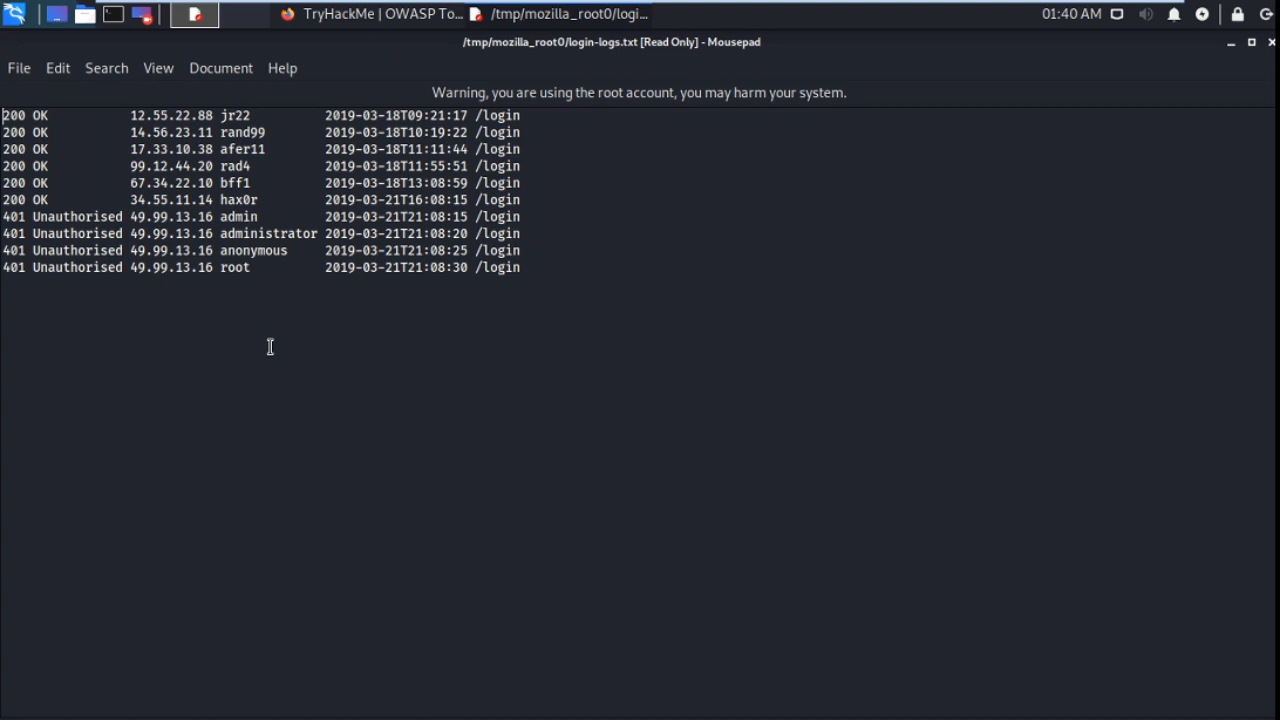 TryHackMe | OWASP To... /tmp/mozilla_root0/logi... 01:40 AM
/tmp/mozilla_root0/login-logs.txt [Read Only] - Mousepad
File Edit Search View Document Help
Warning, you are using the root account, you may harm your system.
200 OK 12.55.22.88 jr22 2019-03-18T09:21:17 /login
200 OK 14.56.23.11 rand99 2019-03-18T10:19:22 /login
200 OK 17.33.10.38 afer11 2019-03-18T11:11:44 /login
200 OK 99.12.44.20 rad4 2019-03-18T11:55:51 /login
200 OK 67.34.22.10 bff1 2019-03-18T13:08:59 /login
200 OK 34.55.11.14 hax0r 2019-03-21T16:08:15 /login
401 Unauthorised 49.99.13.16 admin 2019-03-21T21:08:15 /login
401 Unauthorised 49.99.13.16 administrator 2019-03-21T21:08:20 /login
401 Unauthorised 49.99.13.16 anonymous 2019-03-21T21:08:25 /login
401 Unauthorised 49.99.13.16 root 2019-03-21T21:08:30 /login